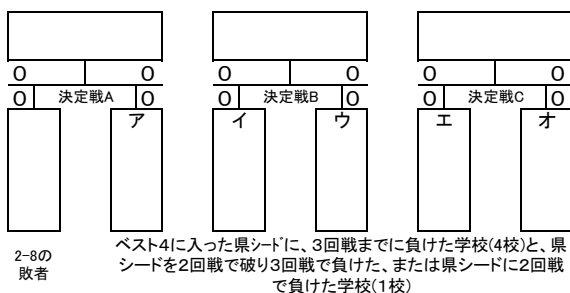 0 0 0 0 0 0
0 決定戦A 0 0 決定戦B 0 0 決定戦C 0
ア イ ウ エ オ
2-8の
敗者
ベスト4に入った県シードに、3回戦までに負けた学校(4校)と、県
シードを2回戦で破り3回戦で負けた、または県シードに2回戦
で負けた学校(1校)